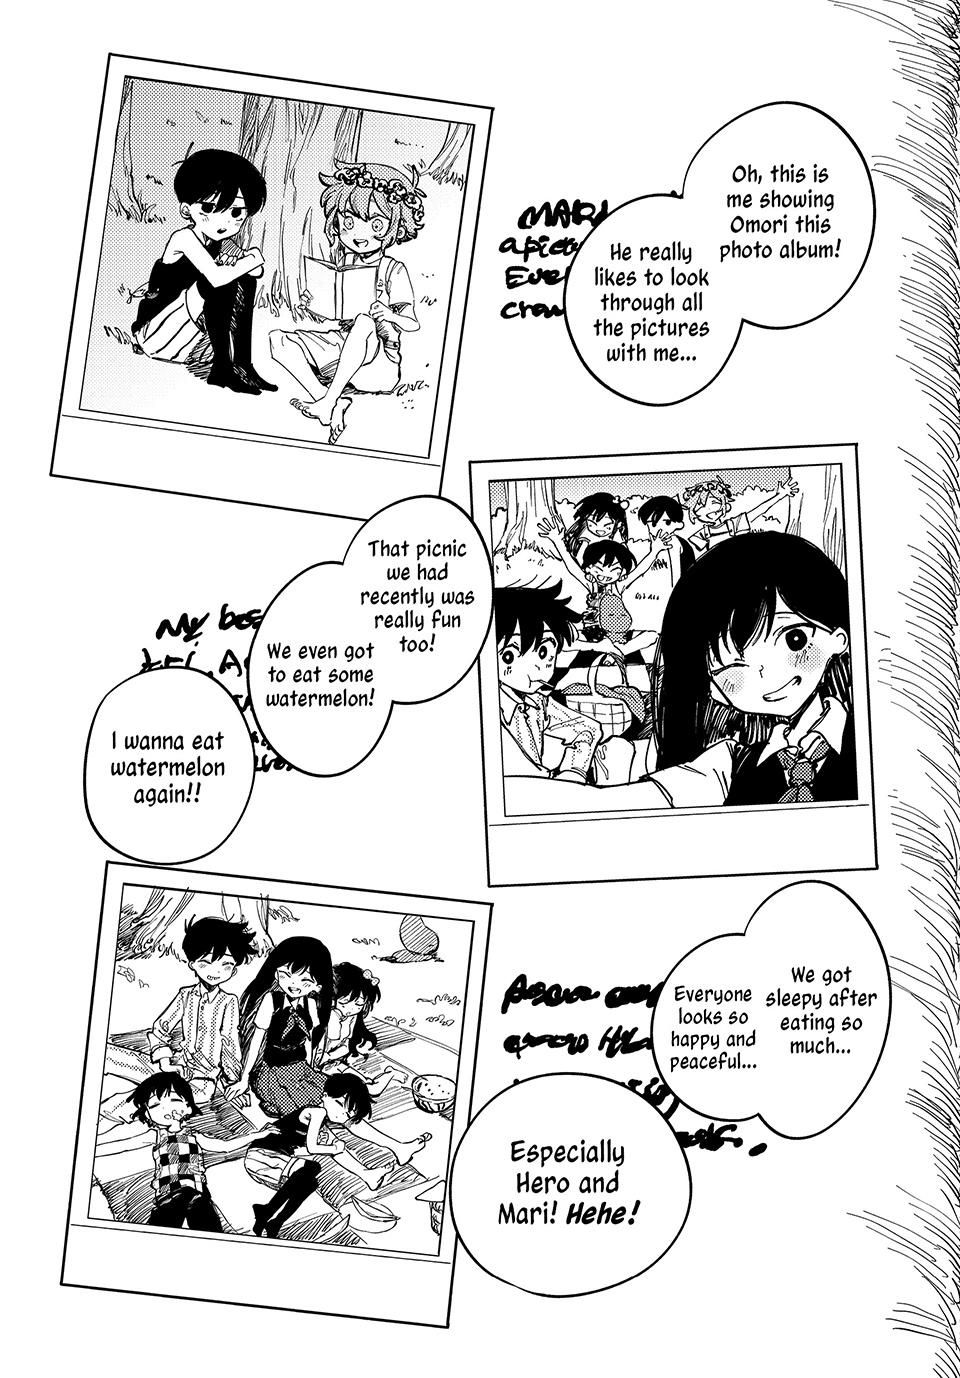 Oh, this is
me showing
Omori this
photo album!
He really
likes to look
through all
the pictures
with me...
MARI
That picnic
we had
recently was
really fun
too!
We even got
to eat some
watermelon!
My
I wanna eat
watermelon
again!!
We got
sleepy after
eating so
much...
Everyone
looks so
happy and
peaceful...
Especially
Hero and
Mari! Hehe!